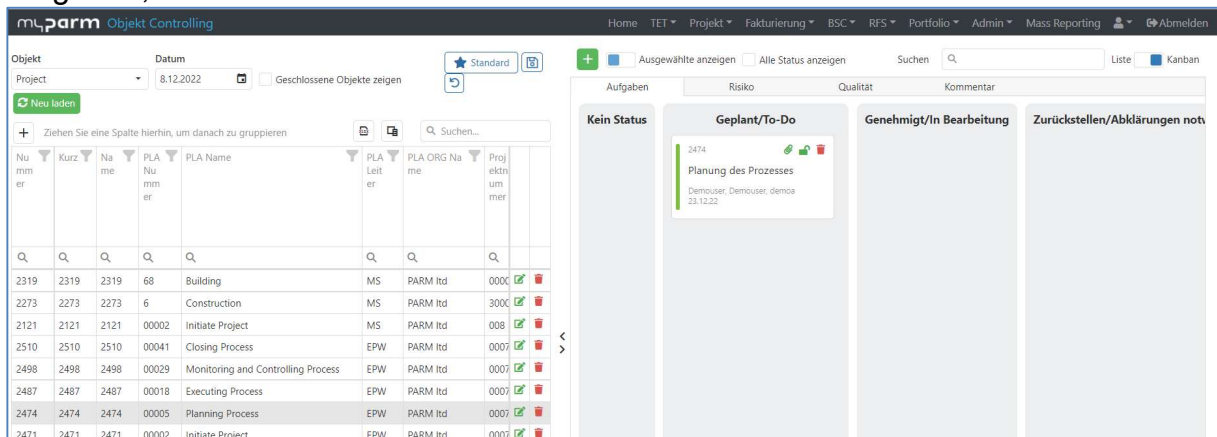 myparm Objekt Controlling
Home TET Projekt Fakturierung BSC RFS Portfolio Admin Mass Reporting Abmelden
Objekt Datum
Project 8.12.2022 Geschlossene Objekte zeigen Standard
Neu laden
Ziehen Sie eine Spalte hierhin, um danach zu gruppieren Suchen...
Nummer Kurz Name PLA Nummer PLA Name PLA Leiter PLA ORG Name Projektnummer
2319 2319 2319 68 Building MS PARM ltd
2273 2273 2273 6 Construction MS PARM ltd
2121 2121 2121 00002 Initiate Project MS PARM ltd 008
2510 2510 2510 00041 Closing Process EPW PARM ltd 0007
2498 2498 2498 00029 Monitoring and Controlling Process EPW PARM ltd 0007
2487 2487 2487 00018 Executing Process EPW PARM ltd 0007
2474 2474 2474 00005 Planning Process EPW PARM ltd 0007
2471 2471 2471 00002 Initiate Project EPW PARM ltd 0007
Ausgewählte anzeigen Alle Status anzeigen Suchen Liste Kanban
Aufgaben Risiko Qualität Kommentar
Kein Status Geplant/To-Do Genehmigt/In Bearbeitung Zurückstellen/Abklärungen notw
2474
Planung des Prozesses
Demouser, Demouser, demoa
23.12.22